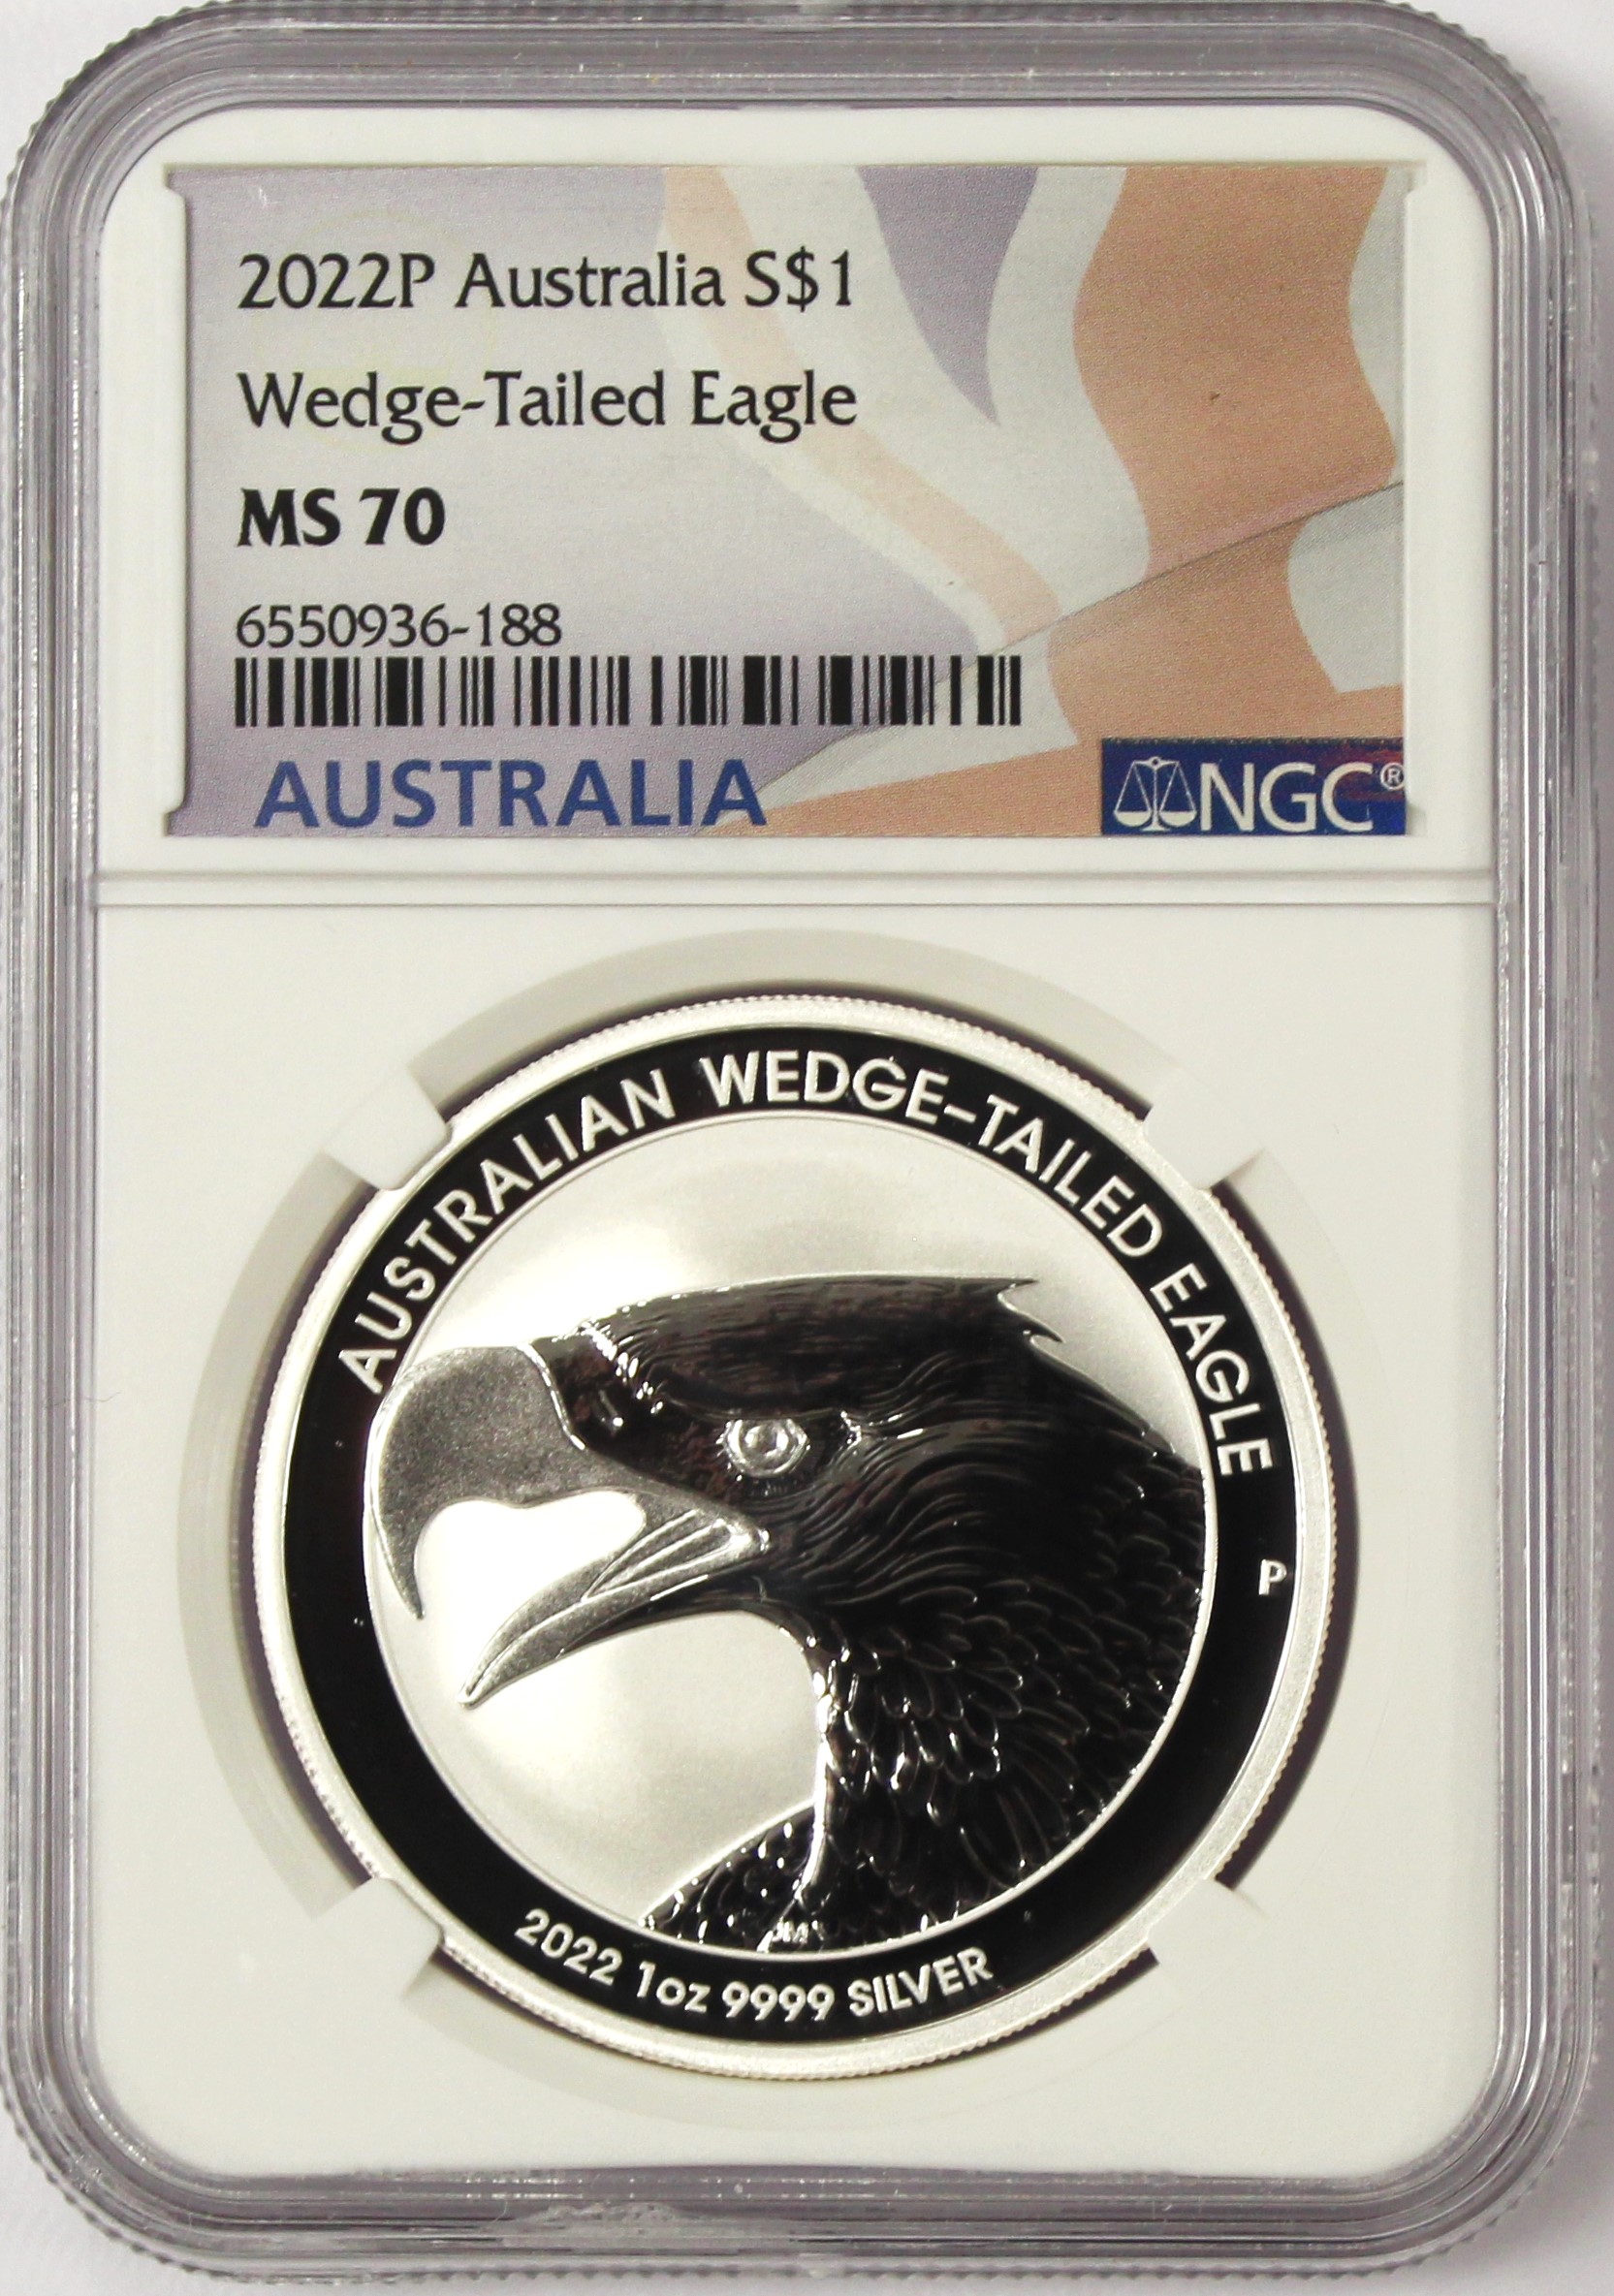 2022P Australia S$1
Wedge-Tailed Eagle
MS 70
6550936-188
AUSTRALIA
NGC®
AUSTRALIAN WEDGE-TAILED EAGLE
P
JM
2022 1oz 9999 SILVER